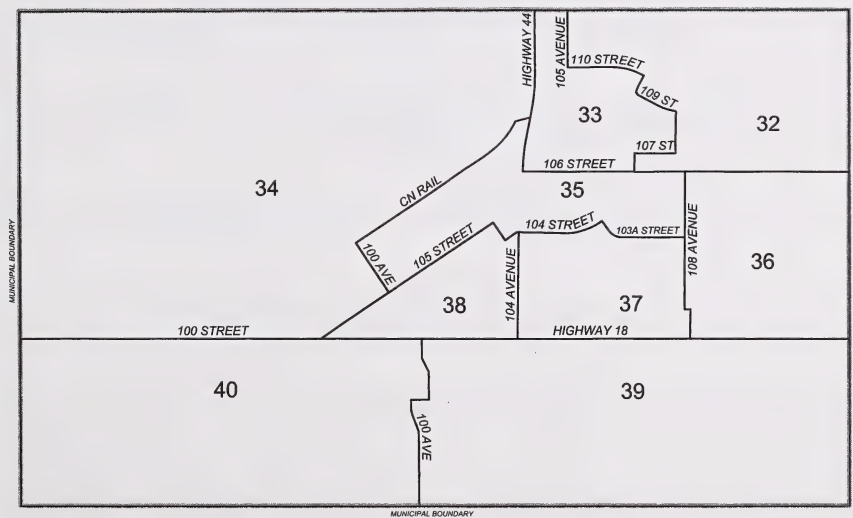 HIGHWAY 44
105 AVENUE
110 STREET
109 ST
33
32
107 ST
106 STREET
34
CN RAIL
35
104 STREET
103A STREET
108 AVENUE
100 AVE
105 STREET
104 AVENUE
36
38
37
MUNICIPAL BOUNDARY
100 STREET
HIGHWAY 18
40
39
100 AVE
MUNICIPAL BOUNDARY